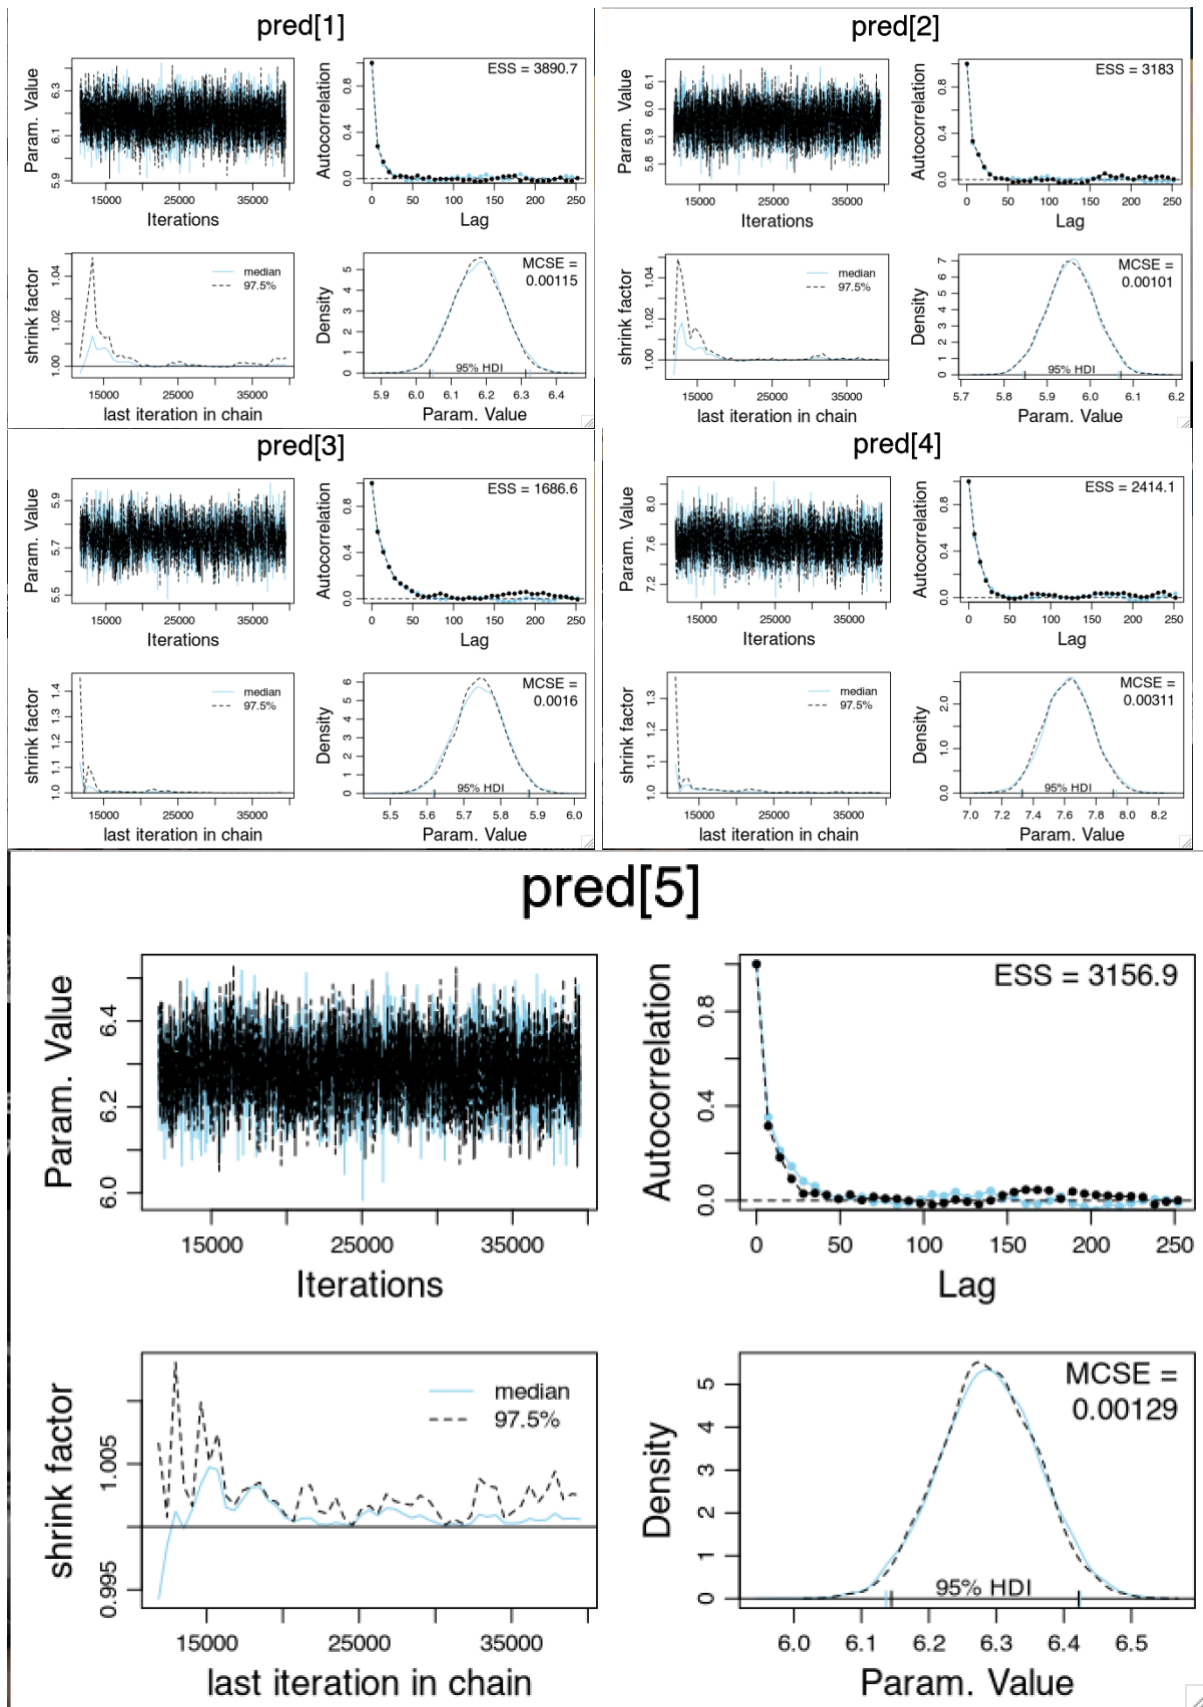 pred[1]
Param. Value
5.9 6.1 6.3
15000 25000 35000
Iterations
Autocorrelation
0.0 0.4 0.8
ESS = 3890.7
0 50 100 150 200 250
Lag
shrink factor
1.00 1.02 1.04
median
97.5%
15000 25000 35000
last iteration in chain
Density
0 1 2 3 4 5
MCSE =
0.00115
95% HDI
5.9 6.0 6.1 6.2 6.3 6.4
Param. Value
pred[2]
Param. Value
5.8 5.9 6.0 6.1
15000 25000 35000
Iterations
Autocorrelation
0.0 0.4 0.8
ESS = 3183
0 50 100 150 200 250
Lag
shrink factor
1.00 1.02 1.04
median
97.5%
15000 25000 35000
last iteration in chain
Density
0 1 2 3 4 5 6 7
MCSE =
0.00101
95% HDI
5.7 5.8 5.9 6.0 6.1 6.2
Param. Value
pred[3]
Param. Value
5.5 5.7 5.9
15000 25000 35000
Iterations
Autocorrelation
0.0 0.4 0.8
ESS = 1686.6
0 50 100 150 200 250
Lag
shrink factor
1.0 1.1 1.2 1.3 1.4
median
97.5%
15000 25000 35000
last iteration in chain
Density
0 1 2 3 4 5 6
MCSE =
0.0016
95% HDI
5.5 5.6 5.7 5.8 5.9 6.0
Param. Value
pred[4]
Param. Value
7.2 7.6 8.0
15000 25000 35000
Iterations
Autocorrelation
0.0 0.4 0.8
ESS = 2414.1
0 50 100 150 200 250
Lag
shrink factor
1.0 1.1 1.2 1.3
median
97.5%
15000 25000 35000
last iteration in chain
Density
0.0 1.0 2.0
MCSE =
0.00311
95% HDI
7.0 7.2 7.4 7.6 7.8 8.0 8.2
Param. Value
pred[5]
Param. Value
6.0 6.2 6.4
15000 25000 35000
Iterations
Autocorrelation
0.0 0.4 0.8
ESS = 3156.9
0 50 100 150 200 250
Lag
shrink factor
0.995 1.005
median
97.5%
15000 25000 35000
last iteration in chain
Density
0 1 2 3 4 5
MCSE =
0.00129
95% HDI
6.0 6.1 6.2 6.3 6.4 6.5
Param. Value